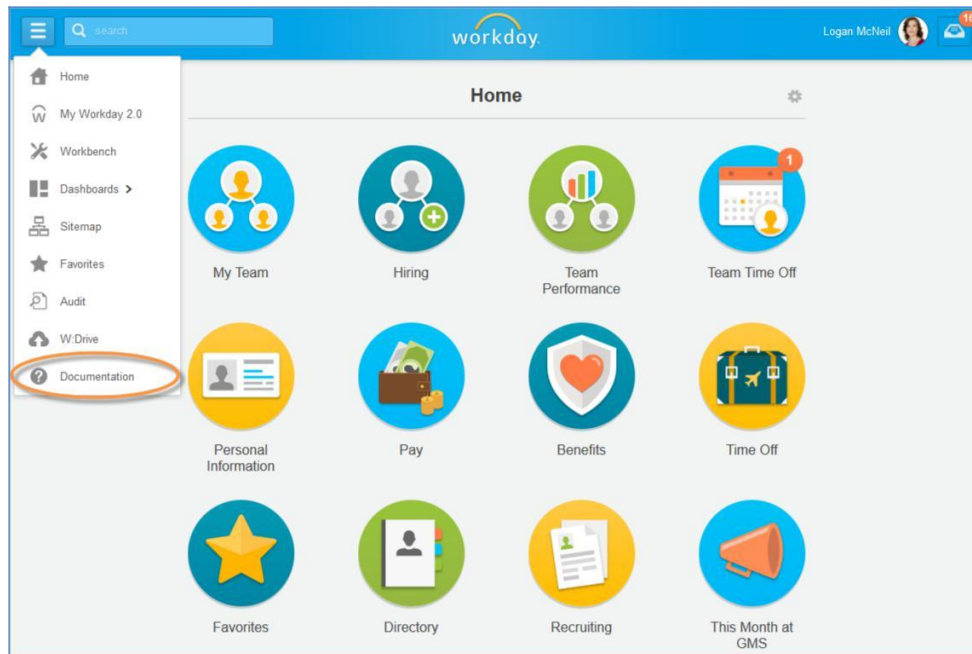 search
workday.
Logan McNeil
16
Home
My Workday 2.0
Workbench
Dashboards >
Sitemap
Favorites
Audit
W:Drive
Documentation
Home
1
My Team
Hiring
Team
Performance
Team Time Off
Personal
Information
Pay
Benefits
Time Off
Favorites
Directory
Recruiting
This Month at
GMS